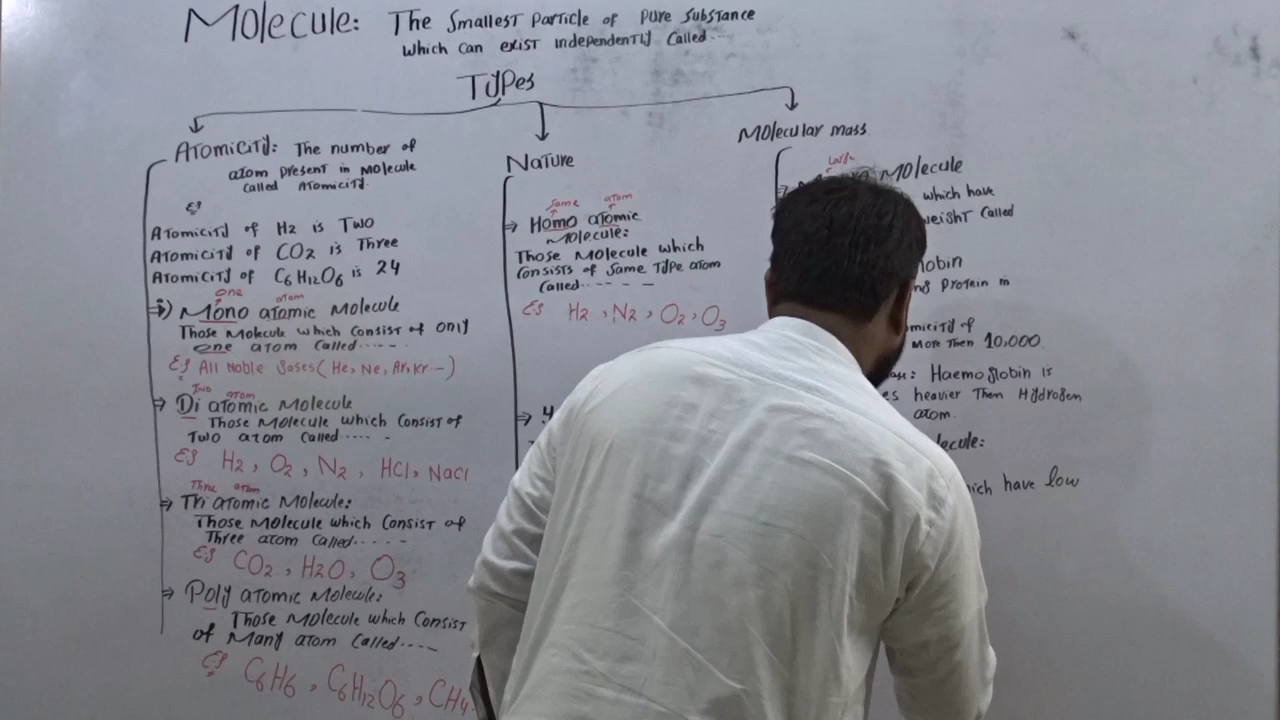 Molecule: The Smallest Particle of Pure Substance
which can exist independently called....
Types
Atomicity: The number of
atom present in Molecule
called Atomicity.
Eg
Atomicity of H2 is Two
Atomicity of CO2 is Three
Atomicity of C6H12O6 is 24
one atom
i) Mono atomic Molecule
Those Molecule which consist of only
one atom called.....
Eg All Noble gases (He, Ne, Ar, Kr--)
Two atom
Di atomic Molecule
Those Molecule which consist of
Two atom called.....
Eg H2, O2, N2, HCl, NaCl
Three atom
Tri atomic Molecule:
Those Molecule which consist of
Three atom called.....
Eg CO2, H2O, O3
Poly atomic Molecule:
Those Molecule which consist
of Many atom called....
Eg C6H6, C6H12O6, CH4
Nature
Same atom
Homo atomic
Molecule:
Those Molecule which
consists of Same Type atom
called-----
Eg H2, N2, O2, O3
Molecular mass
Molecule
which have
called
Protein in
of
More Then 10,000
Haemoglobin is
heavier Then Hydrogen
atom.
have low